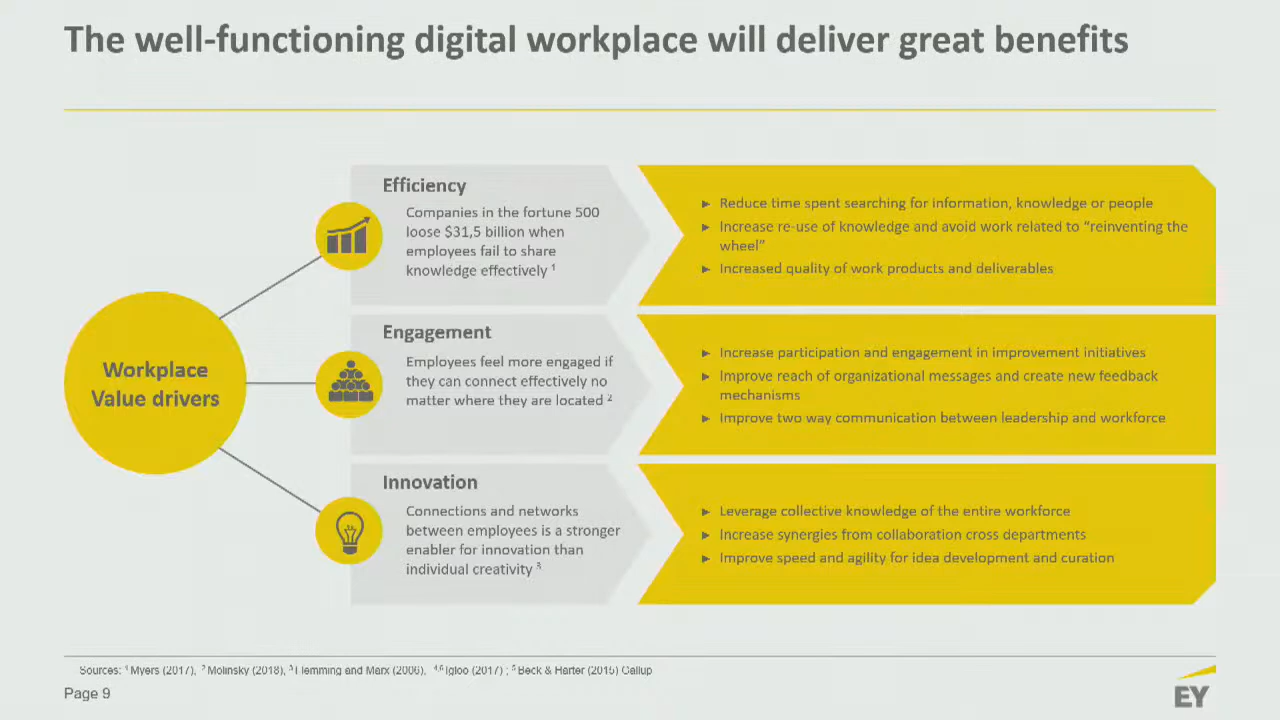 The well-functioning digital workplace will deliver great benefits
Workplace
Value drivers
Efficiency
Companies in the fortune 500
loose $31,5 billion when
employees fail to share
knowledge effectively ¹
► Reduce time spent searching for information, knowledge or people
► Increase re-use of knowledge and avoid work related to “reinventing the
wheel”
► Increased quality of work products and deliverables
Engagement
Employees feel more engaged if
they can connect effectively no
matter where they are located ²
► Increase participation and engagement in improvement initiatives
► Improve reach of organizational messages and create new feedback
mechanisms
► Improve two way communication between leadership and workforce
Innovation
Connections and networks
between employees is a stronger
enabler for innovation than
individual creativity ³
► Leverage collective knowledge of the entire workforce
► Increase synergies from collaboration cross departments
► Improve speed and agility for idea development and curation
Sources: ¹ Myers (2017), ² Molinsky (2018), ³ Flemming and Marx (2006), ⁴,⁶ Igloo (2017) ; ⁵ Beck & Harter (2015) Gallup
Page 9
EY